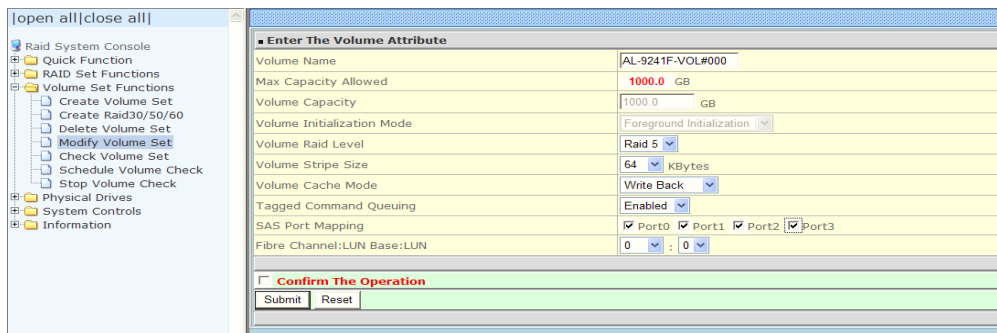 |open all|close all|
Raid System Console
Quick Function
RAID Set Functions
Volume Set Functions
Create Volume Set
Create Raid30/50/60
Delete Volume Set
Modify Volume Set
Check Volume Set
Schedule Volume Check
Stop Volume Check
Physical Drives
System Controls
Information
Enter The Volume Attribute
Volume Name AL-9241F-VOL#000
Max Capacity Allowed 1000.0 GB
Volume Capacity 1000.0 GB
Volume Initialization Mode Foreground Initialization
Volume Raid Level Raid 5
Volume Stripe Size 64 KBytes
Volume Cache Mode Write Back
Tagged Command Queuing Enabled
SAS Port Mapping Port0 Port1 Port2 Port3
Fibre Channel:LUN Base:LUN 0 : 0
Confirm The Operation
Submit Reset